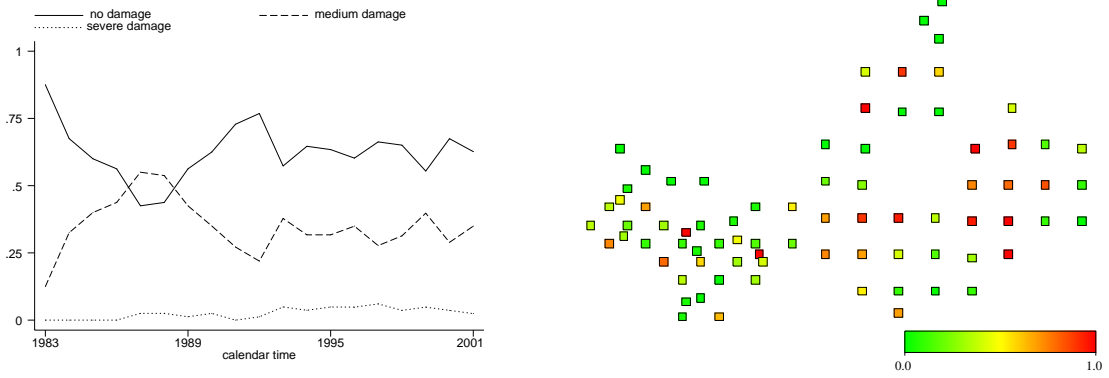 no damage medium damage
severe damage
1
.75
.5
.25
0
1983 1989 1995 2001
calendar time
0.0 1.0